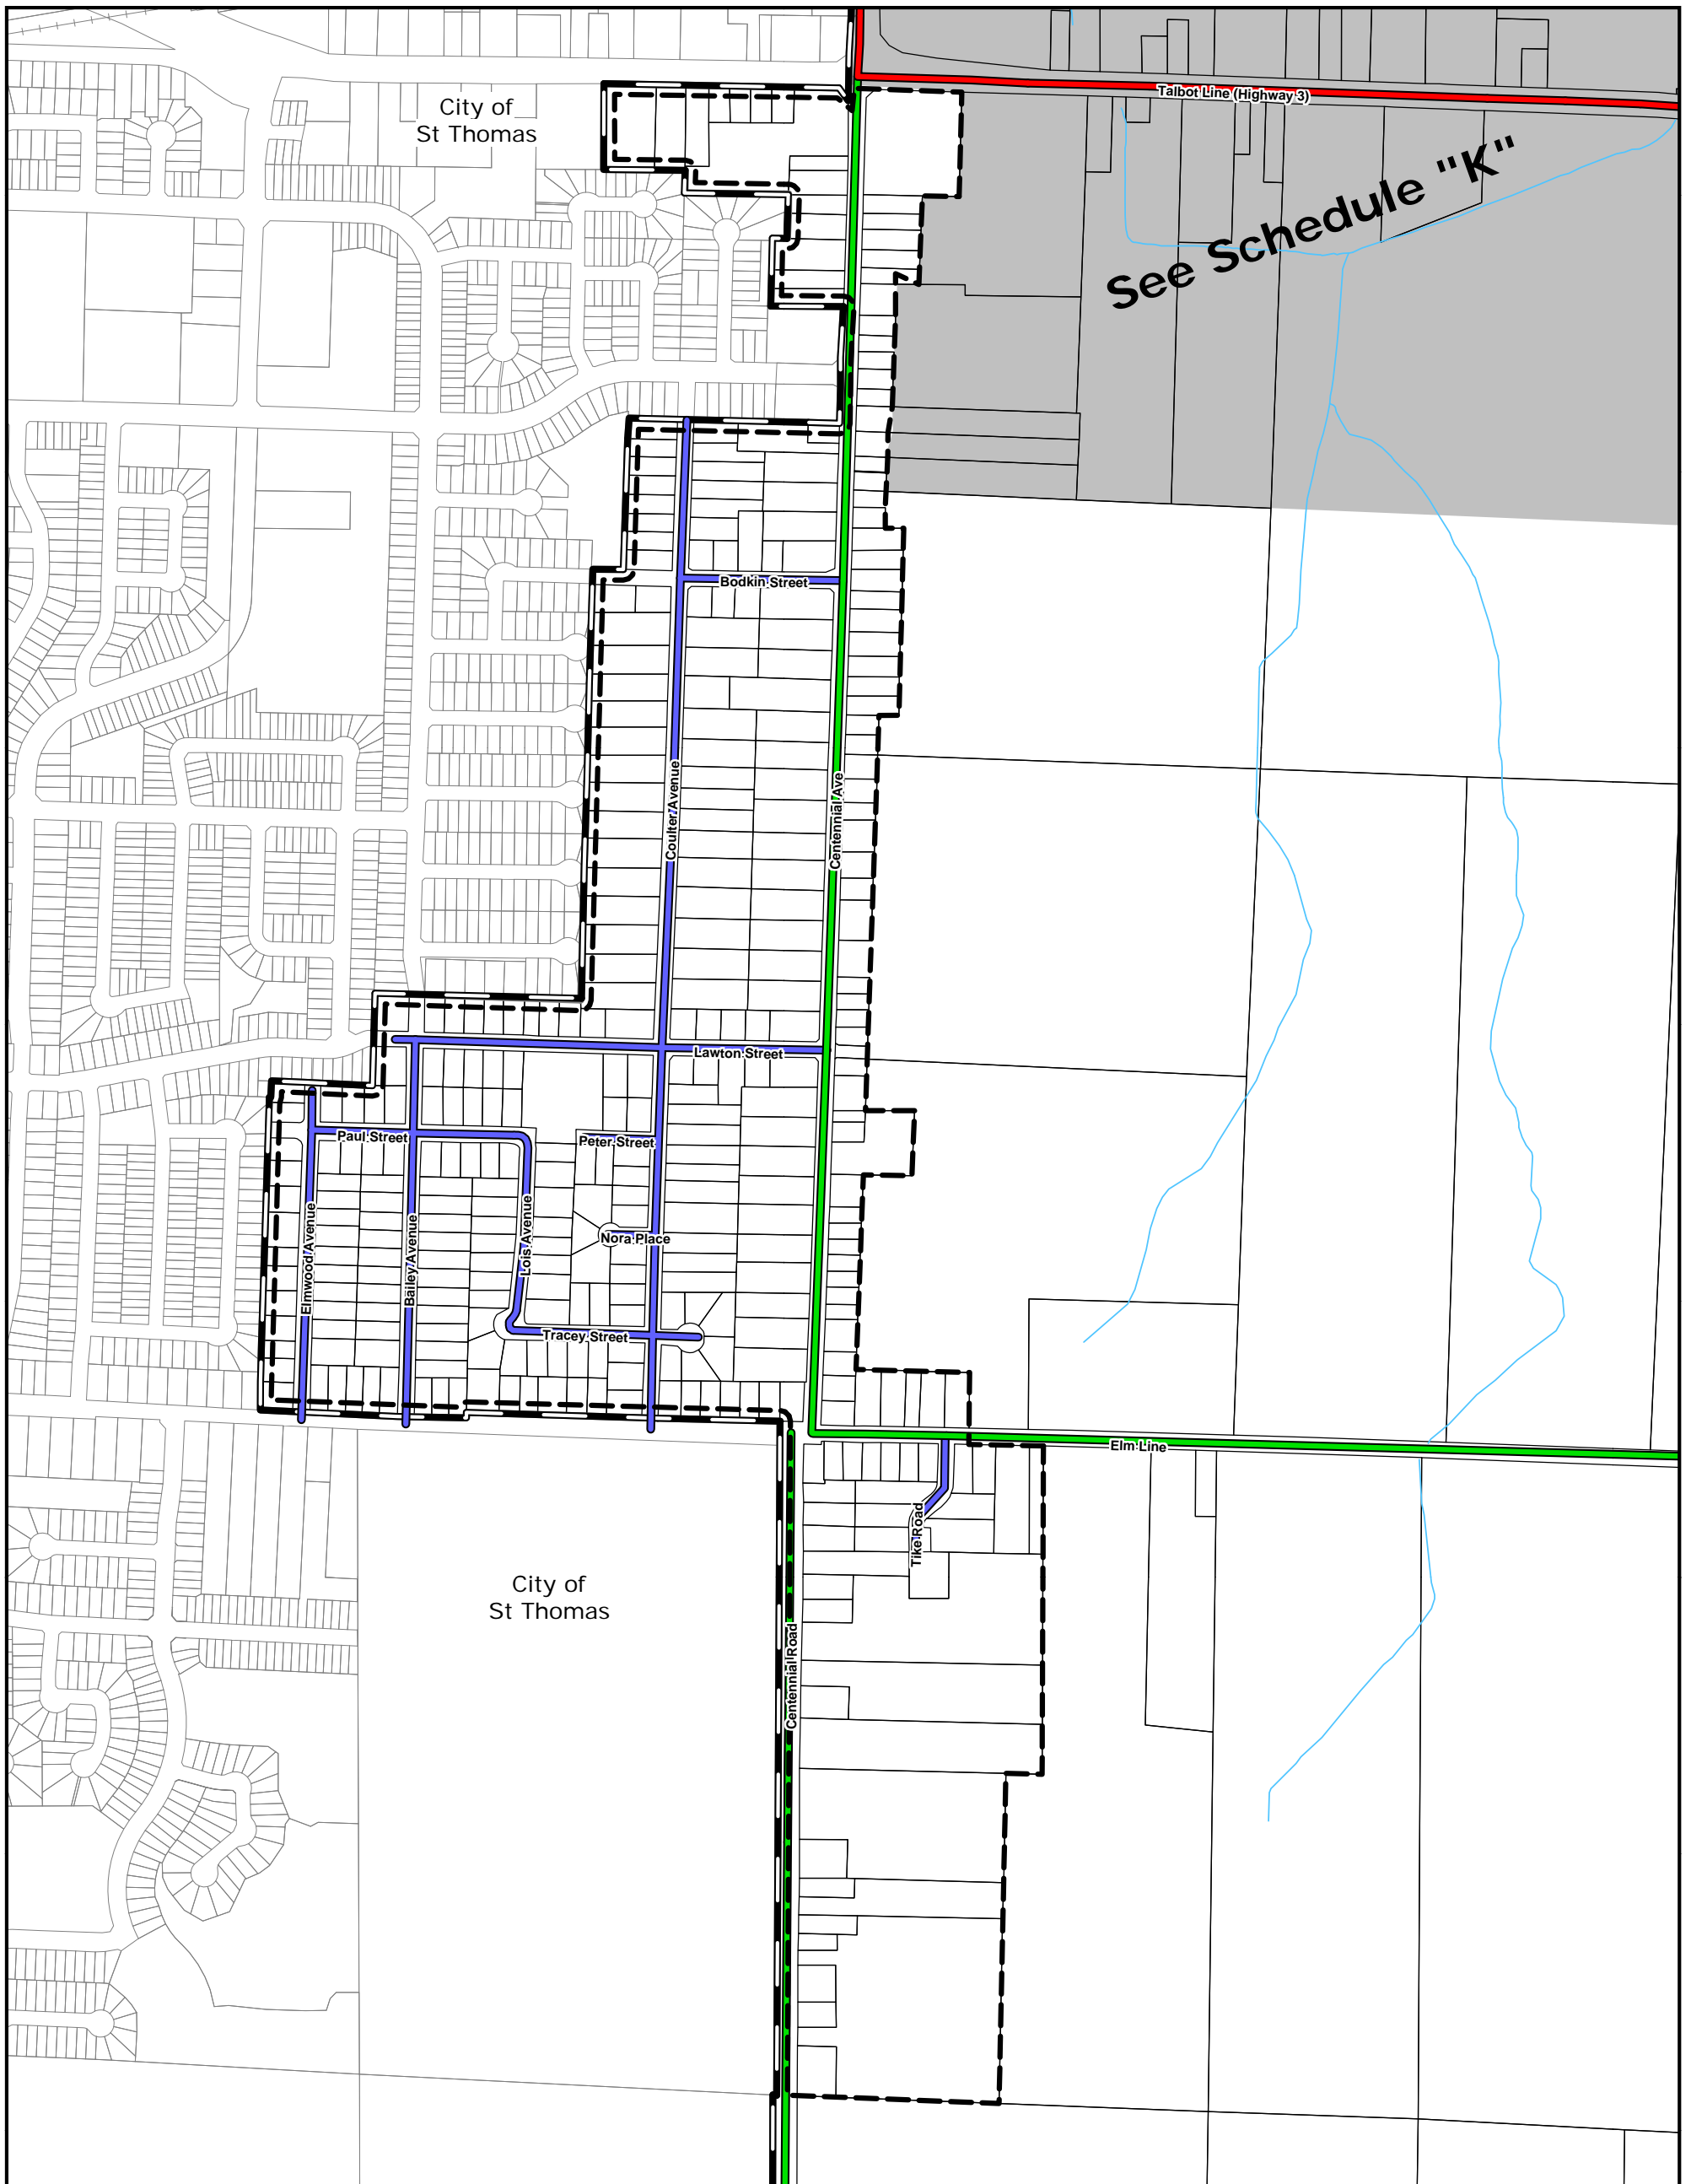 City of
St Thomas
Talbot Line (Highway 3)
See Schedule "K"
Bodkin Street
Coulter Avenue
Centennial Ave
Lawton Street
Paul Street
Peter Street
Elmwood Avenue
Bailey Avenue
Lois Avenue
Nora Place
Tracey Street
Elm Line
Tike Road
City of
St Thomas
Centennial Road